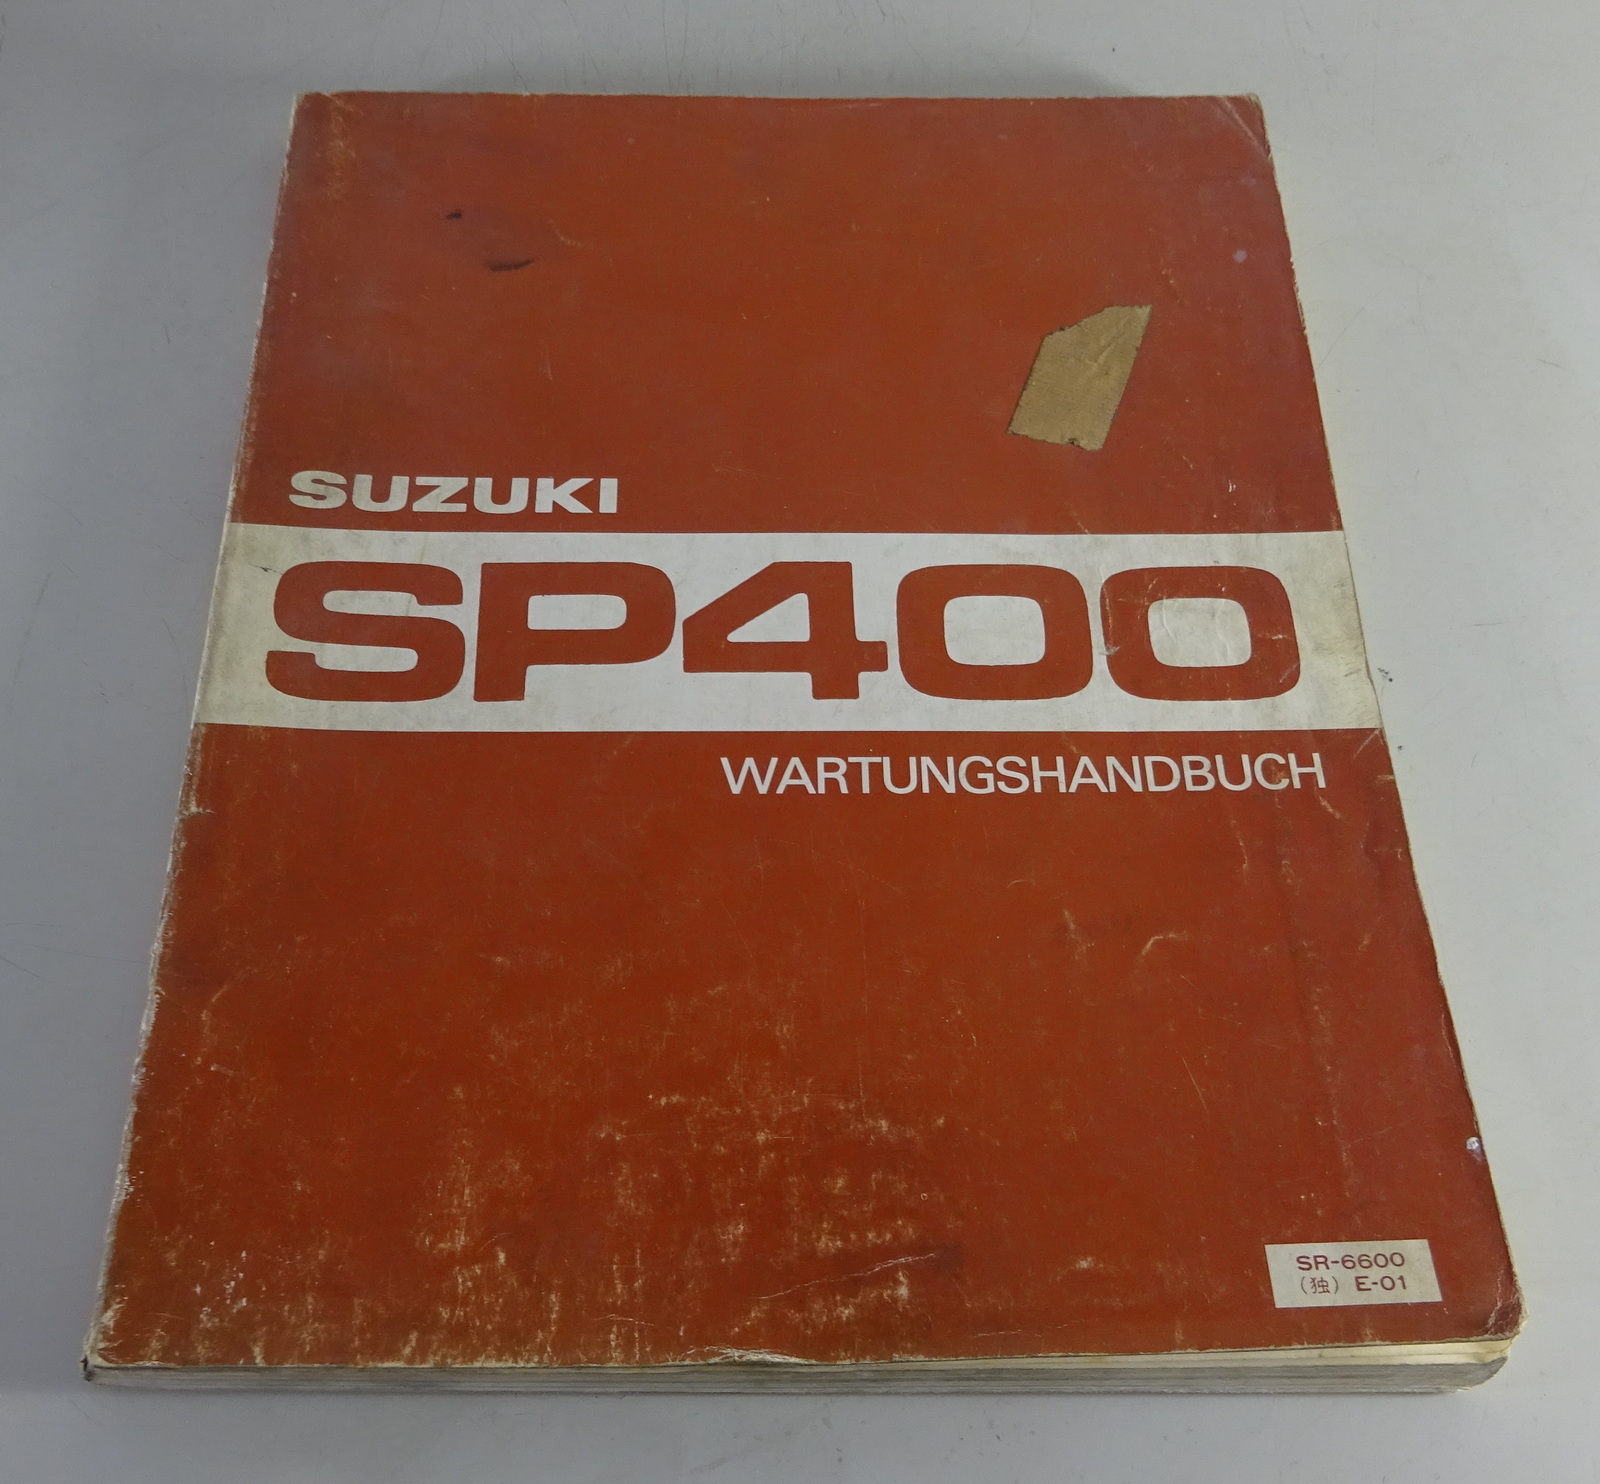 SUZUKI
SP400
WARTUNGSHANDBUCH
SR-6600
(独) E-01